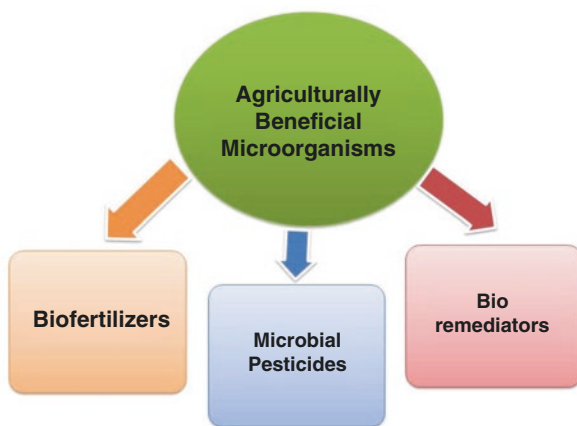 Agriculturally
Beneficial
Microorganisms
Biofertilizers
Microbial
Pesticides
Bio
remediators